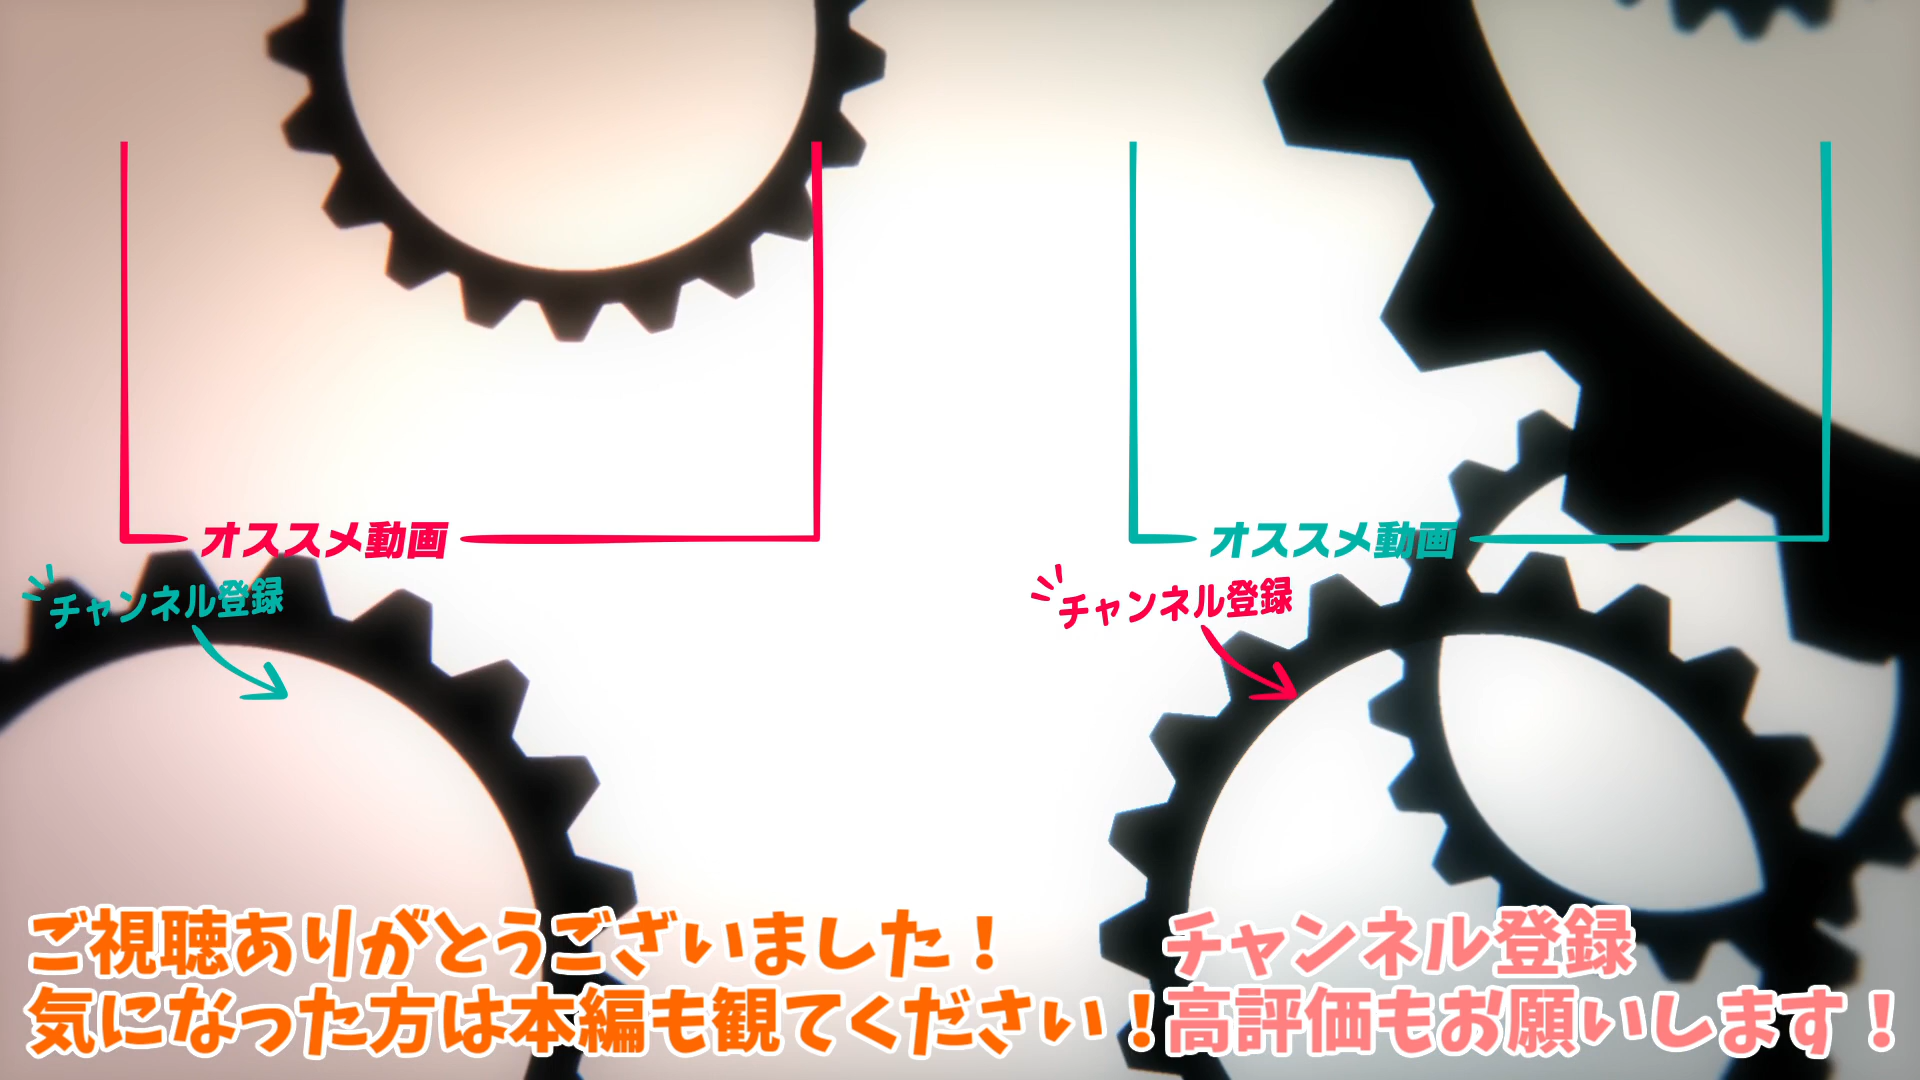 オススメ動画
チャンネル登録
オススメ動画
チャンネル登録
ご視聴ありがとうございました！
気になった方は本編も観てください！
チャンネル登録
高評価もお願いします！